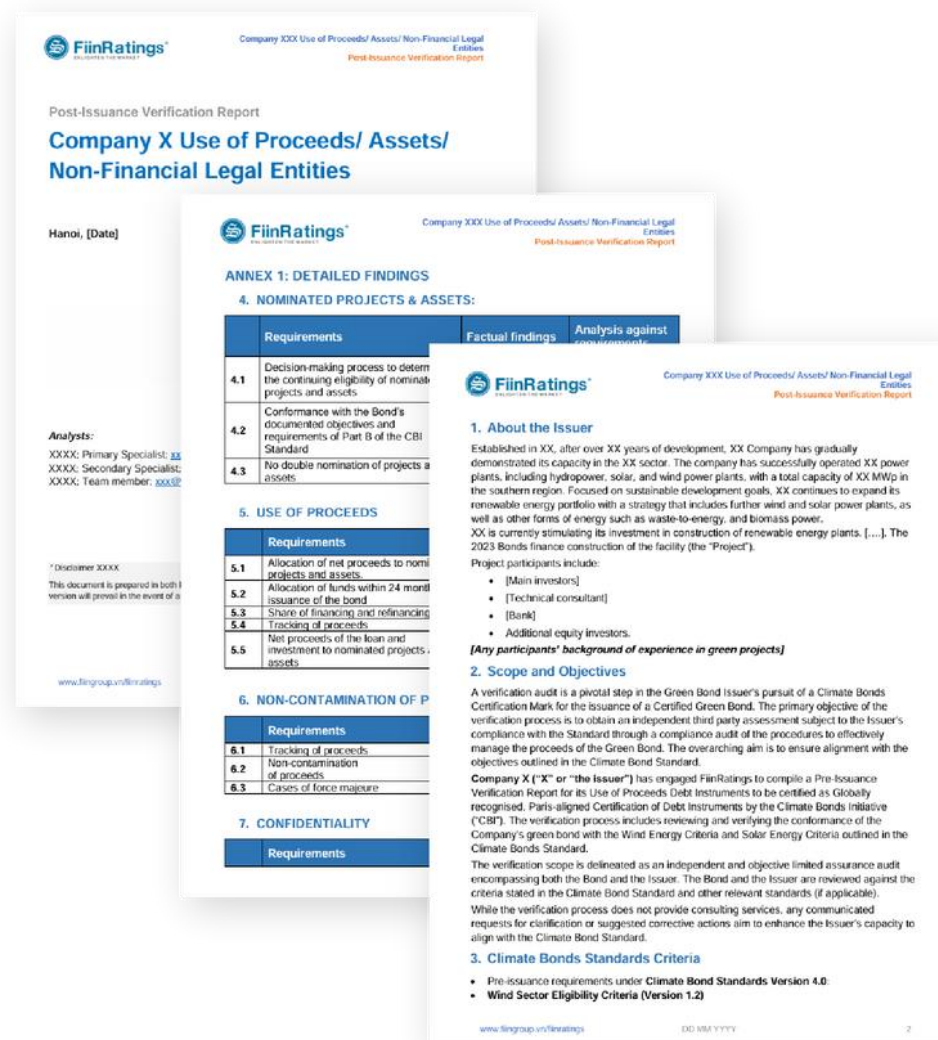 FiinRatings
ENLIGHTEN THE MARKET
Company XXX Use of Proceeds/ Assets/ Non-Financial Legal
Entities
Post-Issuance Verification Report
Post-Issuance Verification Report
Company X Use of Proceeds/ Assets/
Non-Financial Legal Entities
Hanoi, [Date]
Analysts:
XXXX; Primary Specialist;
XXXX; Secondary Specialist;
XXXX; Team member;
* Disclaimer XXXX
This document is prepared in both
version will prevail in the event of a
www.fiingroup.vn/fiinratings
FiinRatings
ENLIGHTEN THE MARKET
Company XXX Use of Proceeds/ Assets/ Non-Financial Legal
Entities
Post-Issuance Verification Report
ANNEX 1: DETAILED FINDINGS
4. NOMINATED PROJECTS & ASSETS:
Requirements Factual findings Analysis against
4.1 Decision-making process to determ
the continuing eligibility of nominate
projects and assets
4.2 Conformance with the Bond's
documented objectives and
requirements of Part B of the CBI
Standard
4.3 No double nomination of projects a
assets
5. USE OF PROCEEDS
Requirements
5.1 Allocation of net proceeds to nomi
projects and assets.
5.2 Allocation of funds within 24 month
issuance of the bond
5.3 Share of financing and refinancing
5.4 Tracking of proceeds
5.5 Net proceeds of the loan and
investment to nominated projects
assets
6. NON-CONTAMINATION OF P
Requirements
6.1 Tracking of proceeds
6.2 Non-contamination
of proceeds
6.3 Cases of force majeure
7. CONFIDENTIALITY
Requirements
FiinRatings
ENLIGHTEN THE MARKET
Company XXX Use of Proceeds/ Assets/ Non-Financial Legal
Entities
Post-Issuance Verification Report
1. About the Issuer
Established in XX, after over XX years of development, XX Company has gradually
demonstrated its capacity in the XX sector. The company has successfully operated XX power
plants, including hydropower, solar, and wind power plants, with a total capacity of XX MWp in
the southern region. Focused on sustainable development goals, XX continues to expand its
renewable energy portfolio with a strategy that includes further wind and solar power plants, as
well as other forms of energy such as waste-to-energy, and biomass power.
XX is currently stimulating its investment in construction of renewable energy plants. [....]. The
2023 Bonds finance construction of the facility (the "Project").
Project participants include:
• [Main investors]
• [Technical consultant]
• [Bank]
• Additional equity investors.
[Any participants' background of experience in green projects]
2. Scope and Objectives
A verification audit is a pivotal step in the Green Bond Issuer's pursuit of a Climate Bonds
Certification Mark for the issuance of a Certified Green Bond. The primary objective of the
verification process is to obtain an independent third party assessment subject to the Issuer's
compliance with the Standard through a compliance audit of the procedures to effectively
manage the proceeds of the Green Bond. The overarching aim is to ensure alignment with the
objectives outlined in the Climate Bond Standard.
Company X ("X" or "the issuer") has engaged FiinRatings to compile a Pre-Issuance
Verification Report for its Use of Proceeds Debt Instruments to be certified as Globally
recognised, Paris-aligned Certification of Debt Instruments by the Climate Bonds Initiative
("CBI"). The verification process includes reviewing and verifying the conformance of the
Company's green bond with the Wind Energy Criteria and Solar Energy Criteria outlined in the
Climate Bonds Standard.
The verification scope is delineated as an independent and objective limited assurance audit
encompassing both the Bond and the Issuer. The Bond and the Issuer are reviewed against the
criteria stated in the Climate Bond Standard and other relevant standards (if applicable).
While the verification process does not provide consulting services, any communicated
requests for clarification or suggested corrective actions aim to enhance the Issuer's capacity to
align with the Climate Bond Standard.
3. Climate Bonds Standards Criteria
• Pre-issuance requirements under Climate Bond Standards Version 4.0:
• Wind Sector Eligibility Criteria (Version 1.2)
www.fiingroup.vn/fiinratings DD MM YYYY 2